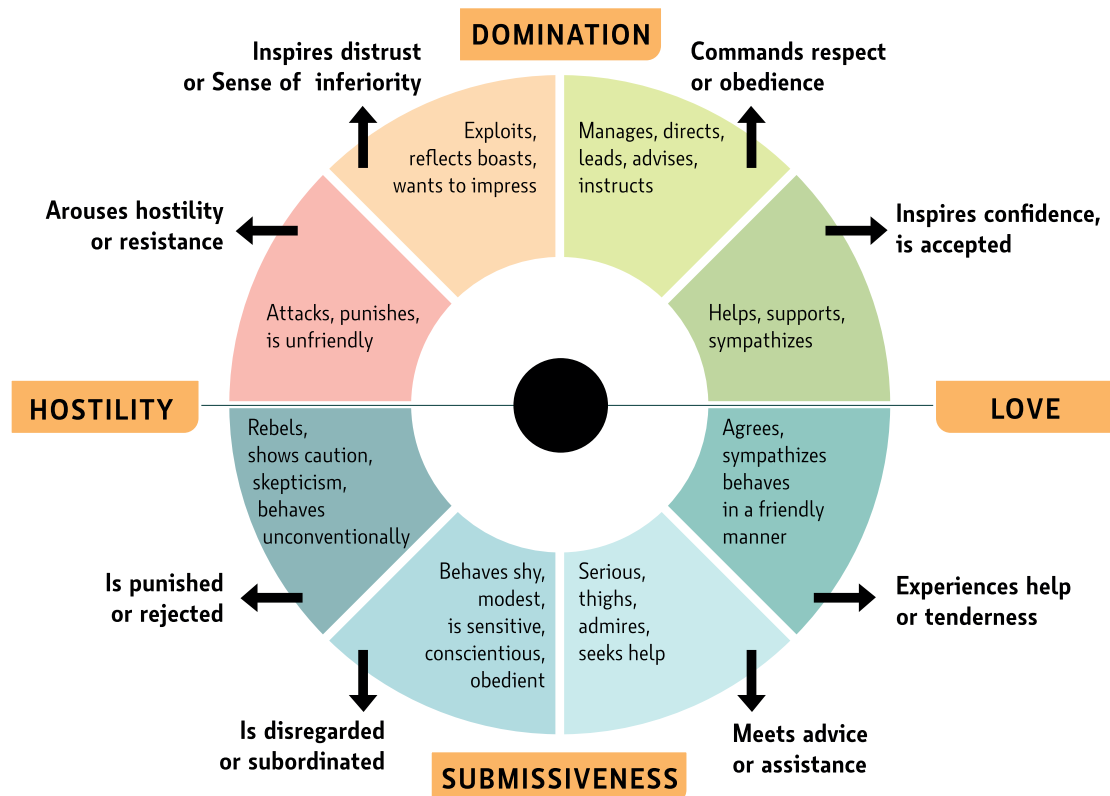 DOMINATION
Inspires distrust
or Sense of inferiority
Commands respect
or obedience
Exploits,
reflects boasts,
wants to impress
Manages, directs,
leads, advises,
instructs
Arouses hostility
or resistance
Inspires confidence,
is accepted
Attacks, punishes,
is unfriendly
Helps, supports,
sympathizes
HOSTILITY
LOVE
Rebels,
shows caution,
skepticism,
behaves
unconventionally
Agrees,
sympathizes
behaves
in a friendly
manner
Behaves shy,
modest,
is sensitive,
conscientious,
obedient
Serious,
thighs,
admires,
seeks help
Is punished
or rejected
Experiences help
or tenderness
Is disregarded
or subordinated
Meets advice
or assistance
SUBMISSIVENESS